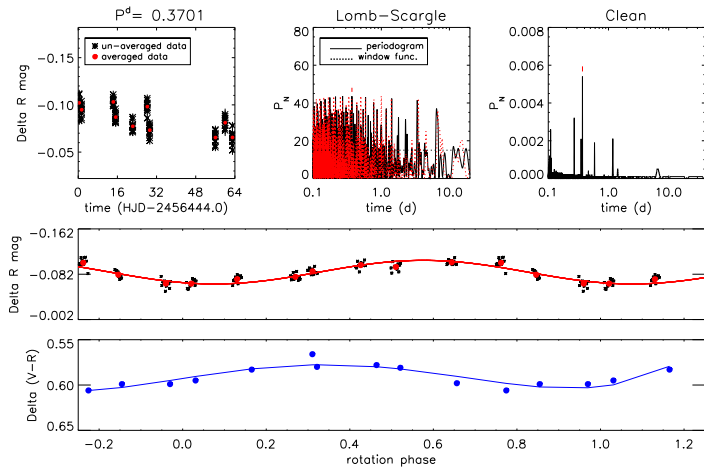 P^d= 0.3701
Lomb-Scargle
Clean
un-averaged data
averaged data
periodogram
window func.
-0.15
-0.10
-0.05
Delta R mag
0 16 32 48 64
time (HJD-2456444.0)
60
50
40
30
20
10
0
P_N
0.1 1.0 10.0
time (d)
0.008
0.006
0.004
0.002
0.000
P_N
0.1 1.0 10.0
time (d)
-0.162
-0.082
-0.002
Delta R mag
0.55
0.60
0.65
Delta (V-R)
-0.2 0.0 0.2 0.4 0.6 0.8 1.0 1.2
rotation phase